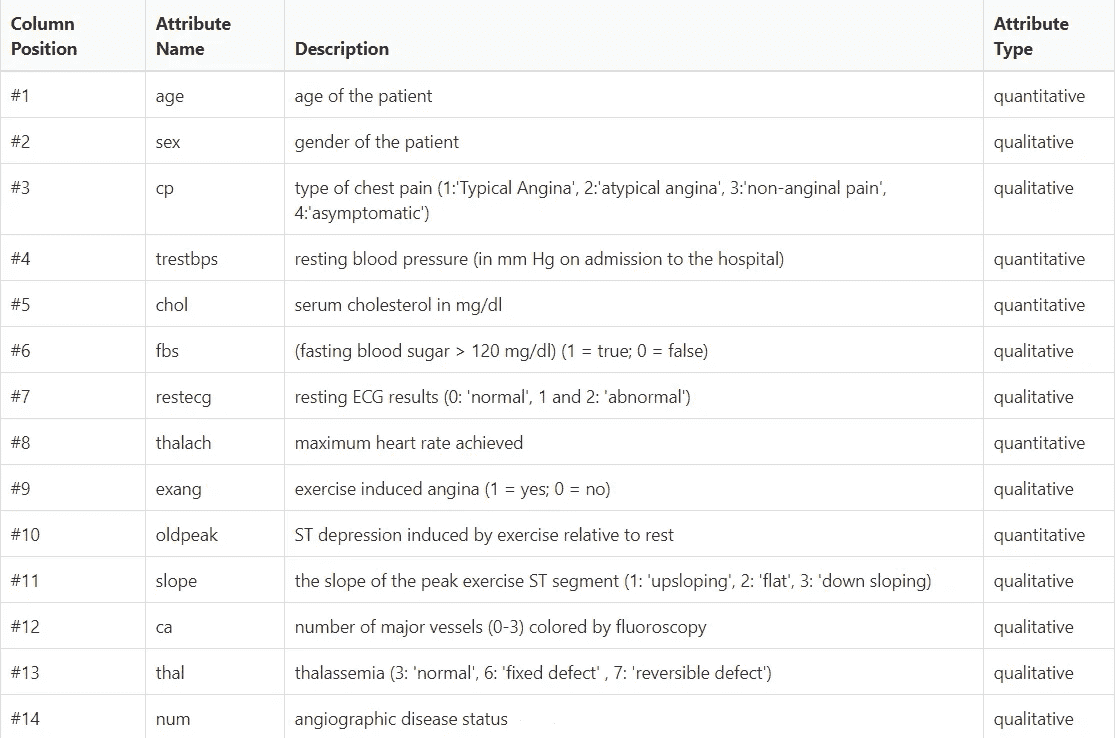 Column Position Attribute Name Description Attribute Type
#1 age age of the patient quantitative
#2 sex gender of the patient qualitative
#3 cp type of chest pain (1:'Typical Angina', 2:'atypical angina', 3:'non-anginal pain', 4:'asymptomatic') qualitative
#4 trestbps resting blood pressure (in mm Hg on admission to the hospital) quantitative
#5 chol serum cholesterol in mg/dl quantitative
#6 fbs (fasting blood sugar > 120 mg/dl) (1 = true; 0 = false) qualitative
#7 restecg resting ECG results (0: 'normal', 1 and 2: 'abnormal') qualitative
#8 thalach maximum heart rate achieved quantitative
#9 exang exercise induced angina (1 = yes; 0 = no) qualitative
#10 oldpeak ST depression induced by exercise relative to rest quantitative
#11 slope the slope of the peak exercise ST segment (1: 'upsloping', 2: 'flat', 3: 'down sloping) qualitative
#12 ca number of major vessels (0-3) colored by fluoroscopy qualitative
#13 thal thalassemia (3: 'normal', 6: 'fixed defect' , 7: 'reversible defect') qualitative
#14 num angiographic disease status qualitative